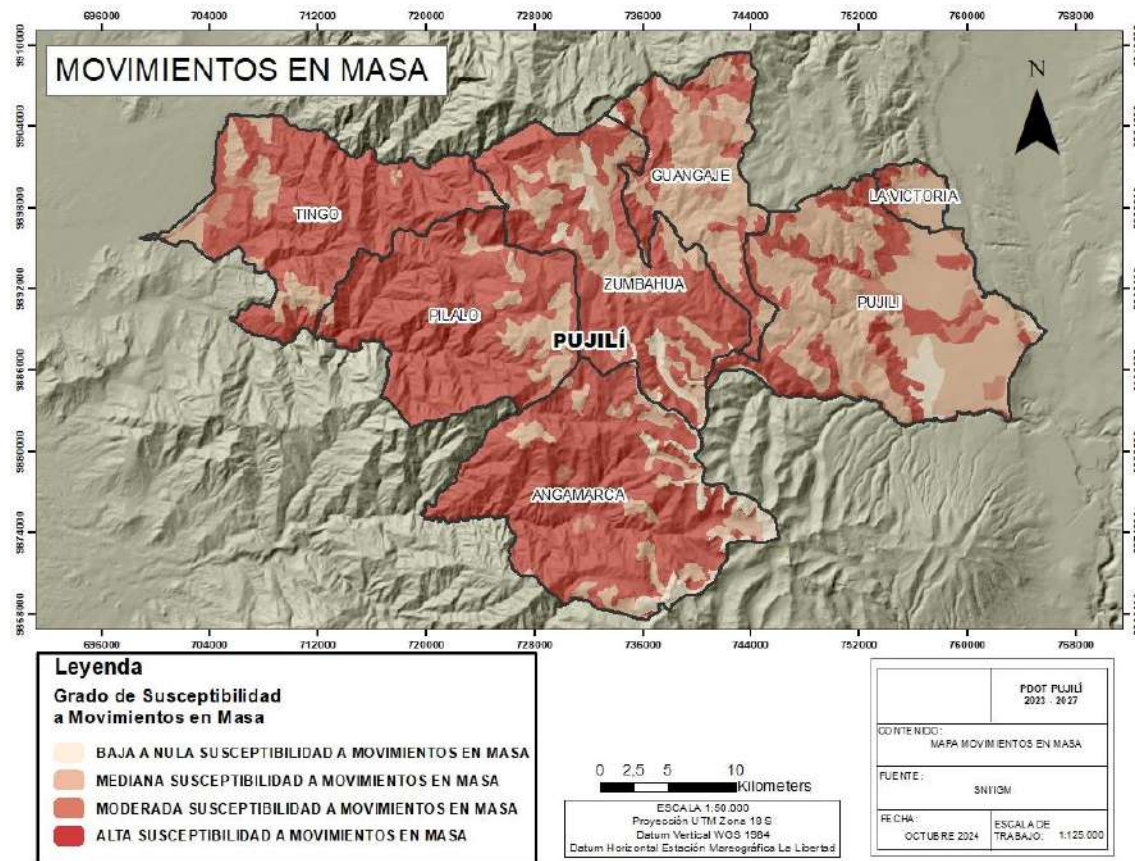 696000 704000 712000 720000 728000 736000 744000 752000 760000 768000
MOVIMIENTOS EN MASA
N
9904000
9898000
9892000
9886000
9880000
9874000
9868000
GUANGAJE
LA VICTORIA
TINGO
ZUMBAHUA
PUJILI
PILALO
PUJILÍ
ANGAMARCA
696000 704000 712000 720000 728000 736000 744000 752000 760000 768000
Leyenda
Grado de Susceptibilidad
a Movimientos en Masa
BAJA A NULA SUSCEPTIBILIDAD A MOVIMIENTOS EN MASA
MEDIANA SUSCEPTIBILIDAD A MOVIMIENTOS EN MASA
MODERADA SUSCEPTIBILIDAD A MOVIMIENTOS EN MASA
ALTA SUSCEPTIBILIDAD A MOVIMIENTOS EN MASA
0 2,5 5 10
Kilometers
ESCALA 1:50.000
Proyección UTM Zona 18 S
Datum Vertical WGS 1984
Datum Horizontal Estación Mareográfica La Libertad
PDOT PUJILÍ
2023 - 2027
CONTENIDO:
MAPA MOVIMIENTOS EN MASA
FUENTE:
SNI IGM
FECHA:
OCTUBRE 2024
ESCALA DE
TRABAJO: 1:125.000